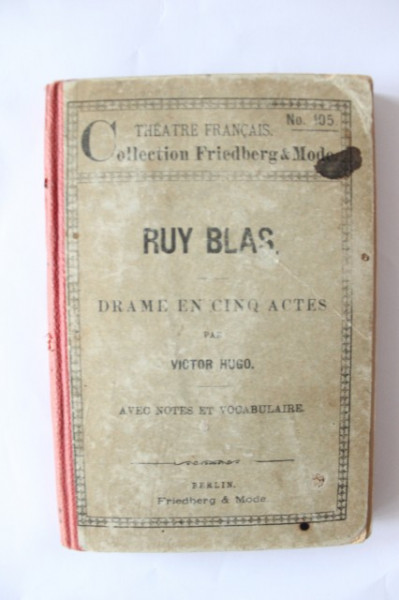 No. 105
THÉATRE FRANÇAIS.
Collection Friedberg & Mode
RUY BLAS.
DRAME EN CINQ ACTES
PAR
VICTOR HUGO.
AVEC NOTES ET VOCABULAIRE.
BERLIN.
Friedberg & Mode